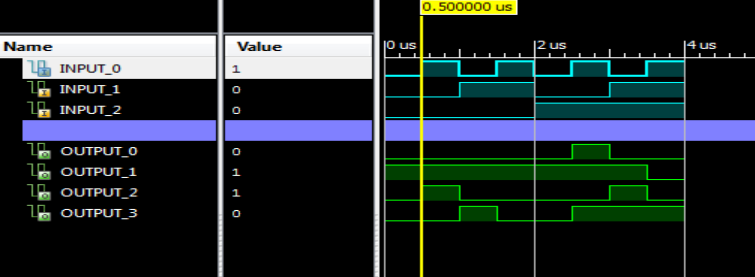 0.500000 us
Name Value 0 us 2 us 4 us
INPUT_0 1
INPUT_1 0
INPUT_2 0
OUTPUT_0 0
OUTPUT_1 1
OUTPUT_2 1
OUTPUT_3 0